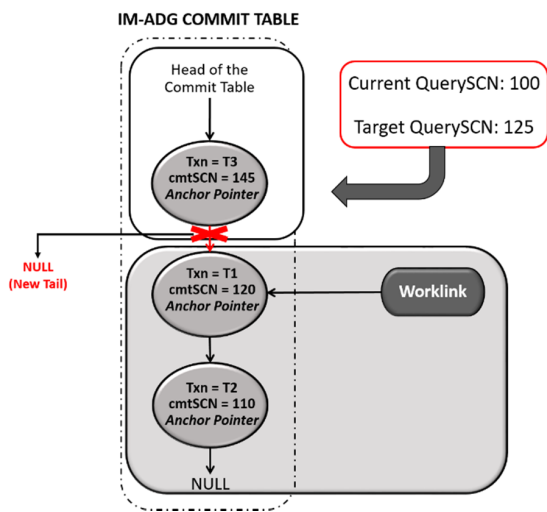 IM-ADG COMMIT TABLE
Head of the
Commit Table
Current QuerySCN: 100
Target QuerySCN: 125
Txn = T3
cmtSCN = 145
Anchor Pointer
NULL
(New Tail)
Txn = T1
cmtSCN = 120
Anchor Pointer
Worklink
Txn = T2
cmtSCN = 110
Anchor Pointer
NULL